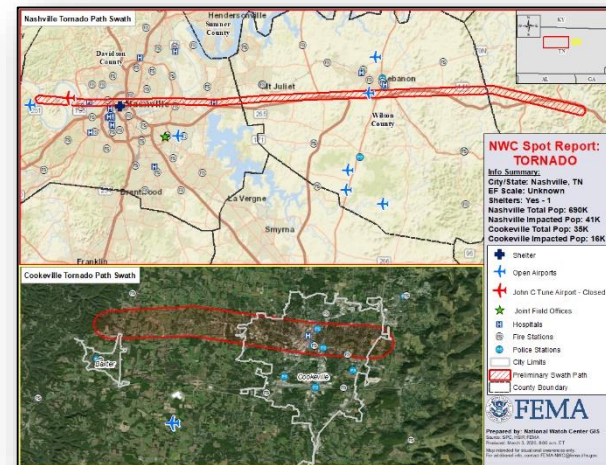 Nashville Tornado Path Swath
Hendersonville
Sumner
County
Davidson
County
KY
TN
AL
GA
Mt Juliet
Lebanon
Nashville
Wilson
County
Brentwood
La Vergne
Smyrna
Franklin
NWC Spot Report:
TORNADO
Info Summary:
City/State: Nashville, TN
EF Scale: Unknown
Shelters: Yes - 1
Nashville Total Pop: 690K
Nashville Impacted Pop: 41K
Cookeville Total Pop: 35K
Cookeville Impacted Pop: 16K
Shelter
Open Airports
John C Tune Airport - Closed
Joint Field Offices
Hospitals
Fire Stations
Police Stations
City Limits
Preliminary Swath Path
County Boundary
Cookeville Tornado Path Swath
Baxter
Cookeville
FEMA
Prepared by: National Watch Center GIS